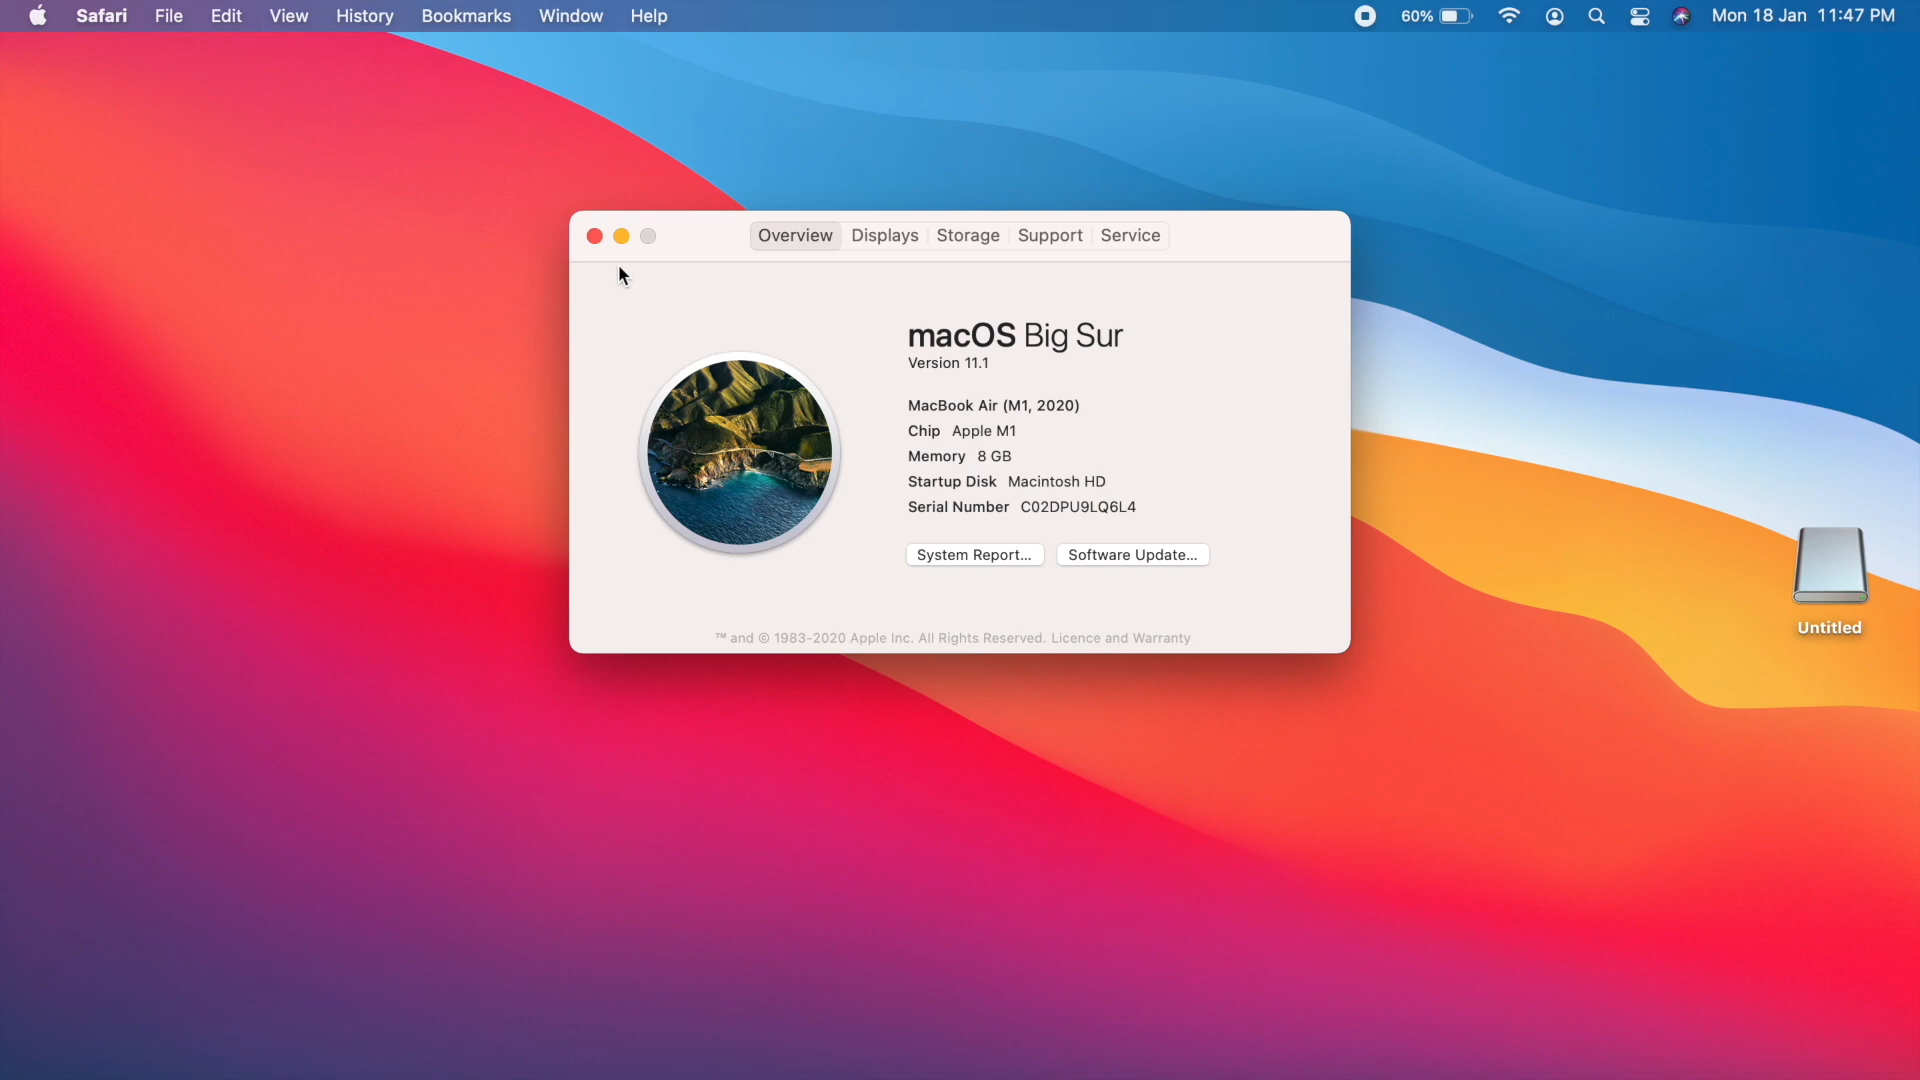 Safari File Edit View History Bookmarks Window Help 60% Mon 18 Jan 11:47 PM
Overview Displays Storage Support Service
macOS Big Sur
Version 11.1
MacBook Air (M1, 2020)
Chip Apple M1
Memory 8 GB
Startup Disk Macintosh HD
Serial Number C02DPU9LQ6L4
System Report... Software Update...
™ and © 1983-2020 Apple Inc. All Rights Reserved. Licence and Warranty
Untitled